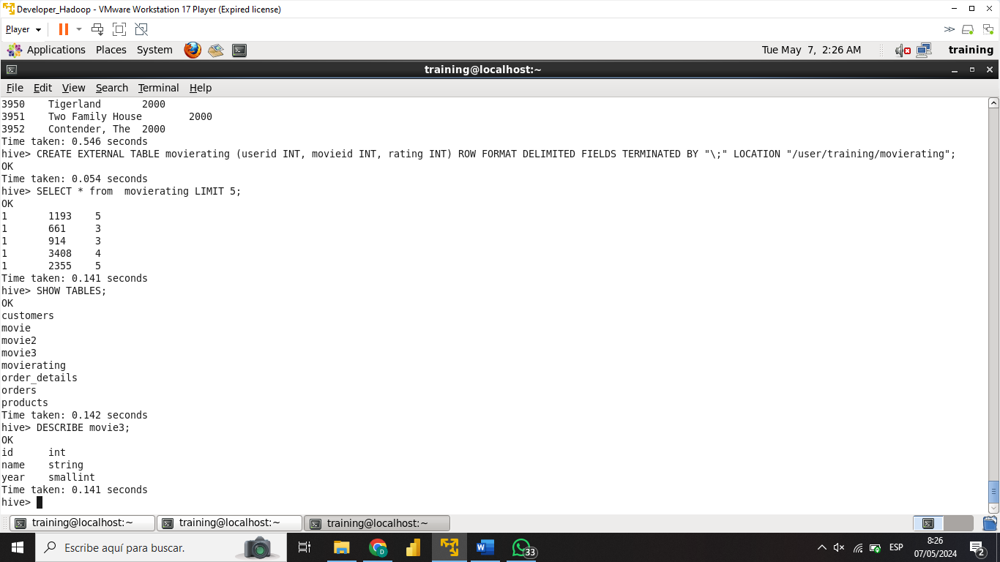 Developer_Hadoop - VMware Workstation 17 Player (Expired license)
Player
Applications Places System Tue May 7, 2:26 AM training
training@localhost:~
File Edit View Search Terminal Help
3950 Tigerland 2000
3951 Two Family House 2000
3952 Contender, The 2000
Time taken: 0.546 seconds
hive> CREATE EXTERNAL TABLE movierating (userid INT, movieid INT, rating INT) ROW FORMAT DELIMITED FIELDS TERMINATED BY "\;" LOCATION "/user/training/movierating";
OK
Time taken: 0.054 seconds
hive> SELECT * from  movierating LIMIT 5;
OK
1 1193 5
1 661 3
1 914 3
1 3408 4
1 2355 5
Time taken: 0.141 seconds
hive> SHOW TABLES;
OK
customers
movie
movie2
movie3
movierating
order_details
orders
products
Time taken: 0.142 seconds
hive> DESCRIBE movie3;
OK
id int
name string
year smallint
Time taken: 0.141 seconds
hive>
training@localhost:~ training@localhost:~ training@localhost:~
Escribe aquí para buscar. 33 ESP 8:26
07/05/2024 2